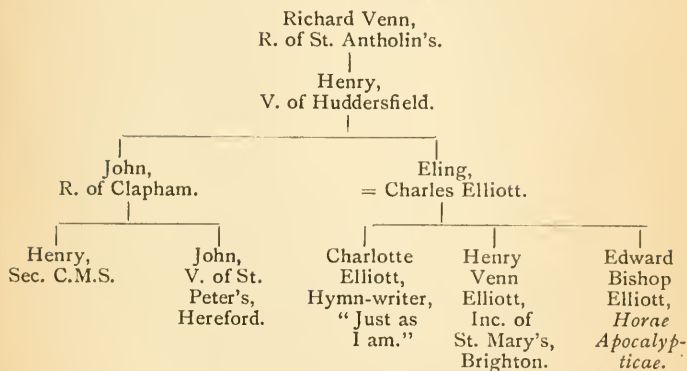 Richard Venn,
R. of St. Antholin's.
Henry,
V. of Huddersfield.
John,
R. of Clapham.
Eling,
= Charles Elliott.
Henry,
Sec. C.M.S.
John,
V. of St.
Peter's,
Hereford.
Charlotte
Elliott,
Hymn-writer,
“ Just as
I am.”
Henry
Venn
Elliott,
Inc. of
St. Mary's,
Brighton.
Edward
Bishop
Elliott,
Horae
Apocalyp-
ticae.